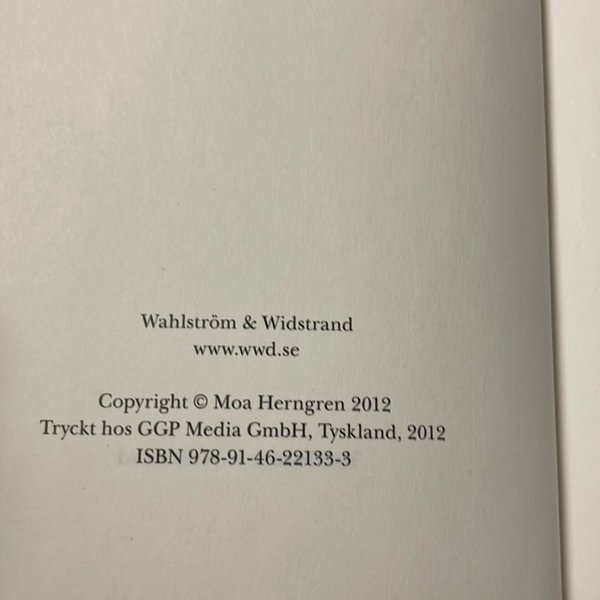 Wahlström & Widstrand
www.wwd.se
Copyright © Moa Herngren 2012
Tryckt hos GGP Media GmbH, Tyskland, 2012
ISBN 978-91-46-22133-3